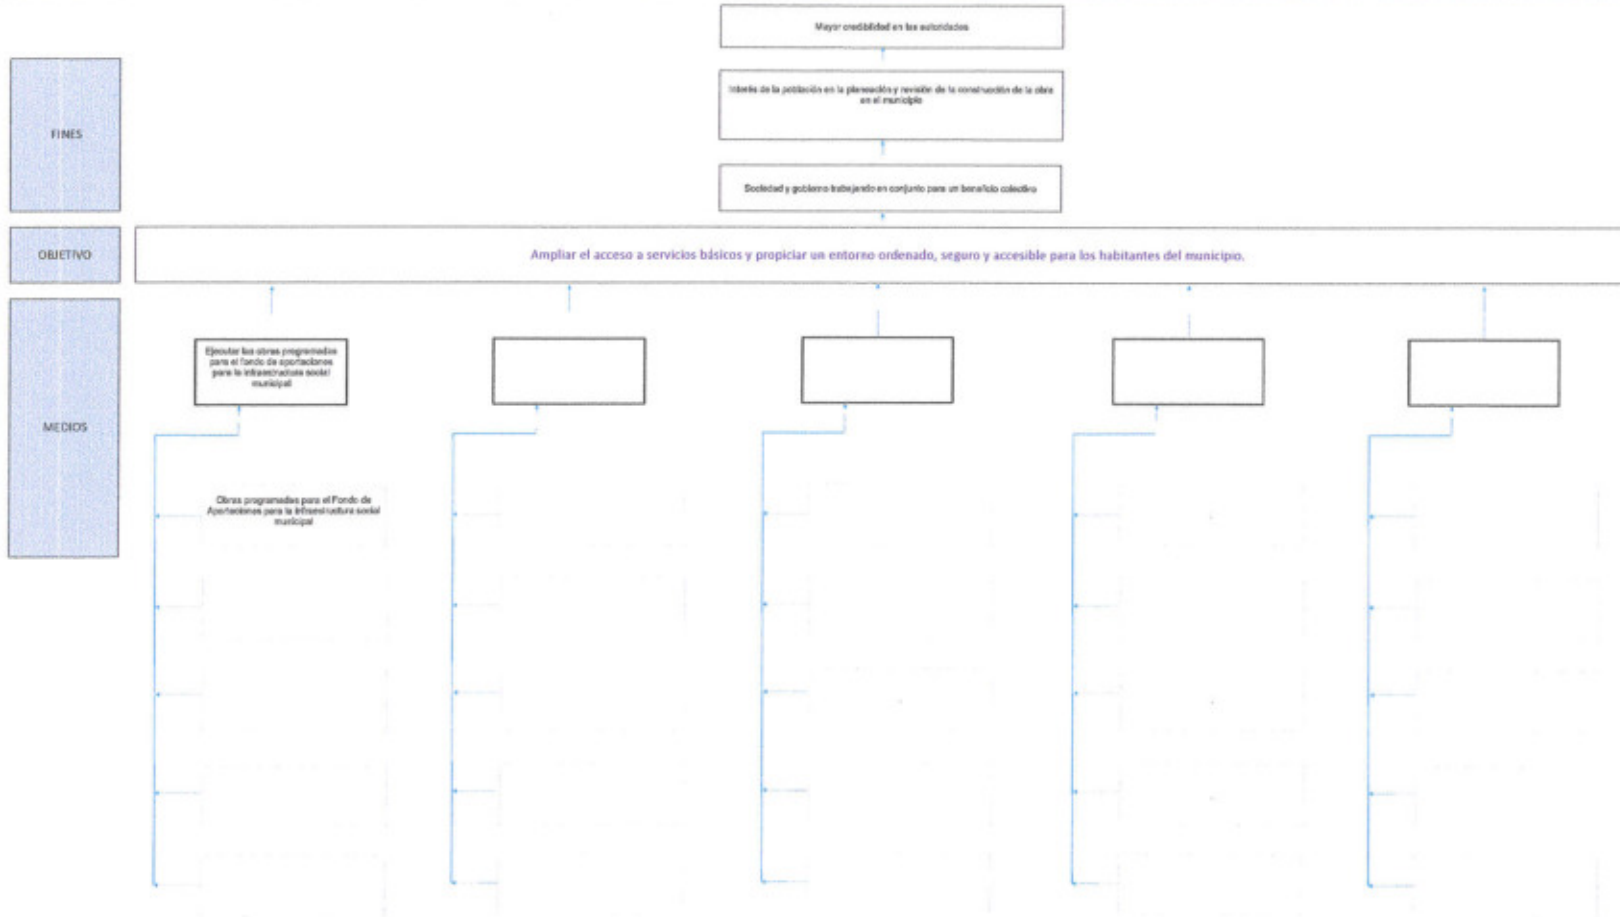 Mayor credibilidad en las autoridades
FINES
Interés de la población en la planeación y revisión de la construcción de la obra
en el municipio
Sociedad y gobierno trabajando en conjunto para un beneficio colectivo
OBJETIVO
Ampliar el acceso a servicios básicos y propiciar un entorno ordenado, seguro y accesible para los habitantes del municipio.
MEDIOS
Ejecutar las obras programadas
para el fondo de aportaciones
para la infraestructura social
municipal
Obras programadas para el Fondo de
Aportaciones para la Infraestructura social
municipal